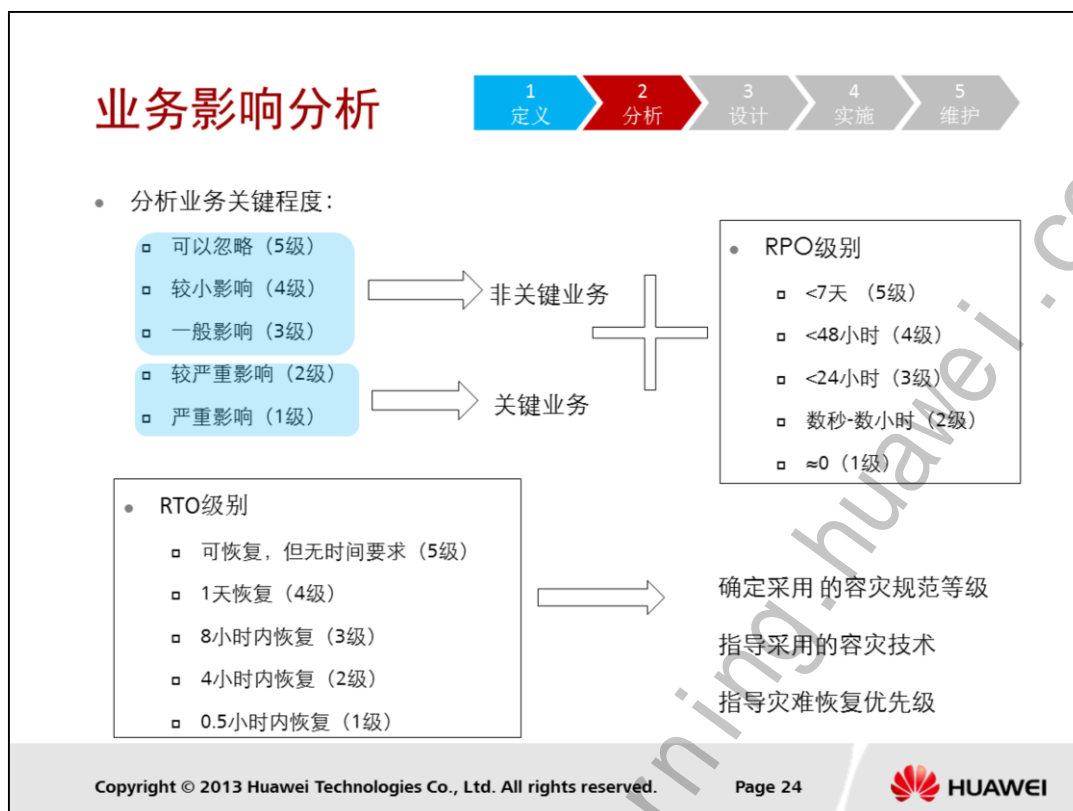 业务影响分析
1
定义
2
分析
3
设计
4
实施
5
维护
分析业务关键程度：
可以忽略（5级）
较小影响（4级）
一般影响（3级）
较严重影响（2级）
严重影响（1级）
非关键业务
关键业务
RPO级别
<7天 （5级）
<48小时（4级）
<24小时（3级）
数秒-数小时（2级）
≈0（1级）
RTO级别
可恢复，但无时间要求（5级）
1天恢复（4级）
8小时内恢复（3级）
4小时内恢复（2级）
0.5小时内恢复（1级）
确定采用 的容灾规范等级
指导采用的容灾技术
指导灾难恢复优先级
Copyright © 2013 Huawei Technologies Co., Ltd. All rights reserved.
Page 24
HUAWEI
rning.huawei.co